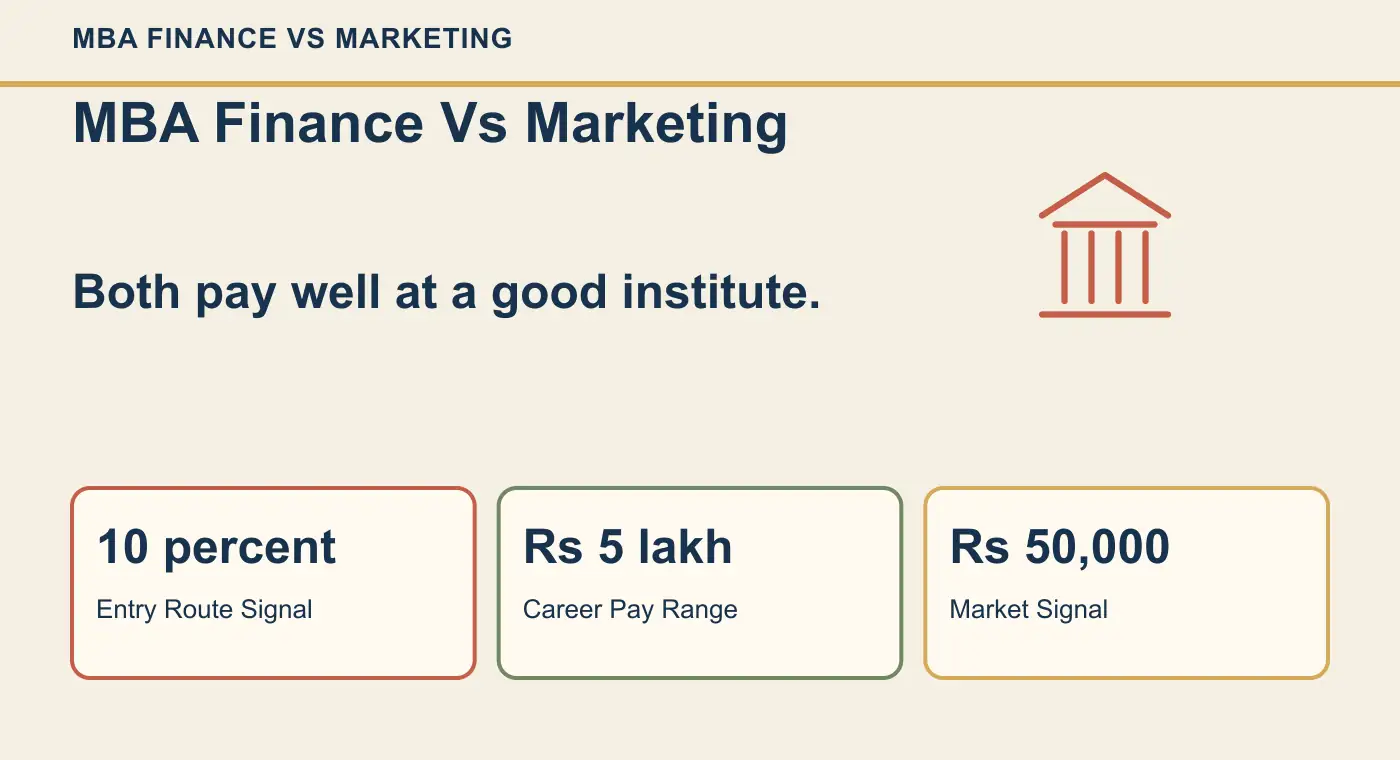 MBA FINANCE VS MARKETING
MBA Finance Vs Marketing
Both pay well at a good institute.
10 percent
Entry Route Signal
Rs 5 lakh
Career Pay Range
Rs 50,000
Market Signal